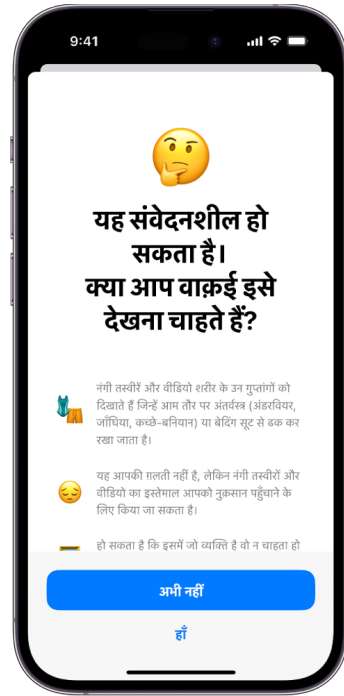 9:41
यह संवेदनशील हो
सकता है।
क्या आप वाक़ई इसे
देखना चाहते हैं?
नंगी तस्वीरें और वीडियो शरीर के उन गुप्तांगों को
दिखाते हैं जिन्हें आम तौर पर अंतर्वस्त्र (अंडरवियर,
जाँघिया, कच्छे-बनियान) या बेदिंग सूट से ढक कर
रखा जाता है।
यह आपकी ग़लती नहीं है, लेकिन नंगी तस्वीरों और
वीडियो का इस्तेमाल आपको नुक़सान पहुँचाने के
लिए किया जा सकता है।
हो सकता है कि इसमें जो व्यक्ति है वो न चाहता हो
अभी नहीं
हाँ